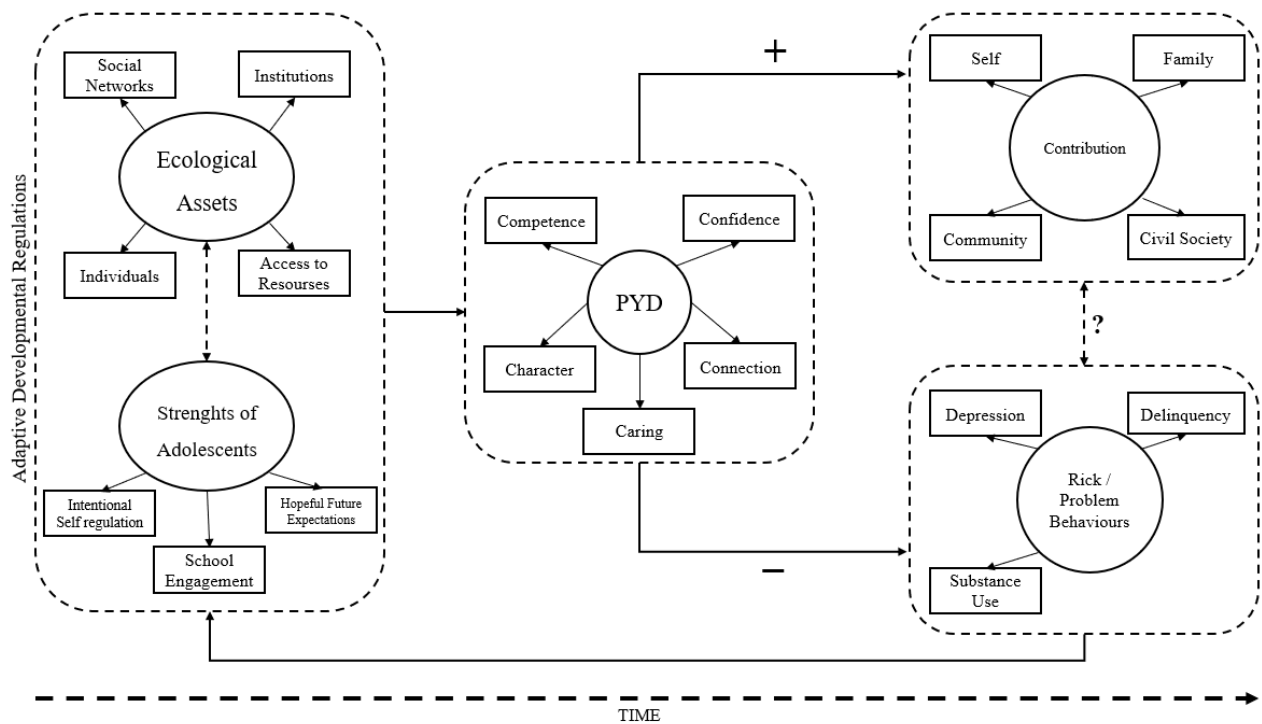 Adaptive Developmental Regulations
Social
Networks
Institutions
Ecological
Assets
Individuals
Access to
Resourses
Strenghts of
Adolescents
Intentional
Self regulation
Hopeful Future
Expectations
School
Engagement
Competence
Confidence
PYD
Character
Connection
Caring
+
−
Self
Family
Contribution
Community
Civil Society
?
Depression
Delinquency
Rick /
Problem
Behaviours
Substance
Use
TIME